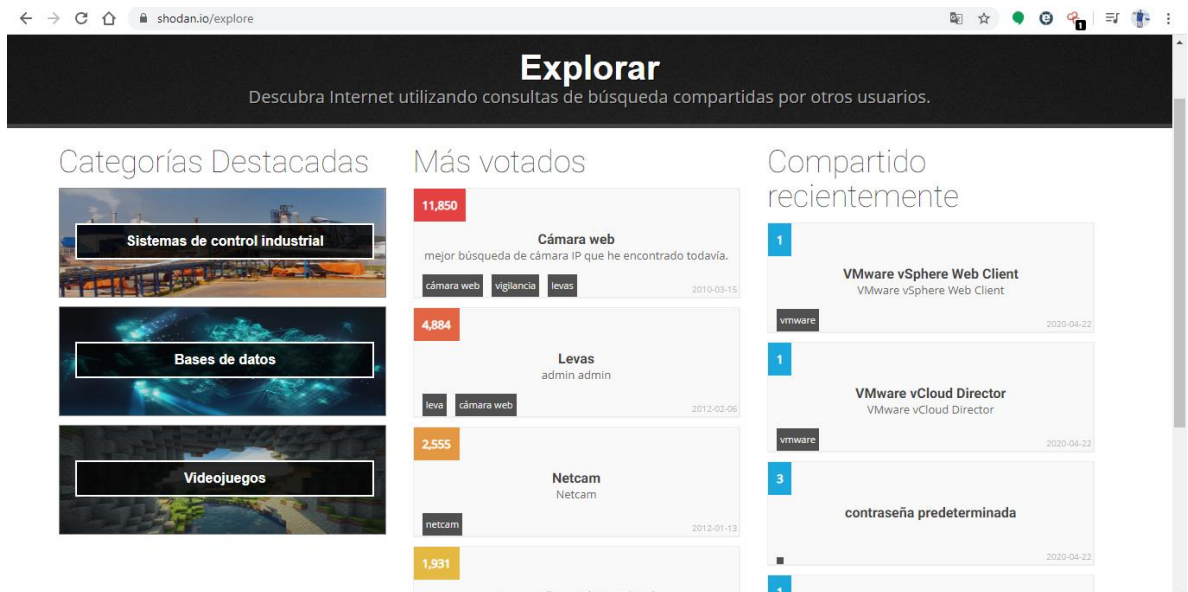 shodan.io/explore
1
Explorar
Descubra Internet utilizando consultas de búsqueda compartidas por otros usuarios.
Categorías Destacadas
Sistemas de control industrial
Bases de datos
Videojuegos
Más votados
11,850
Cámara web
mejor búsqueda de cámara IP que he encontrado todavía.
cámara web vigilancia levas
2010-03-15
4,884
Levas
admin admin
leva cámara web
2012-02-06
2,555
Netcam
Netcam
netcam
2012-01-13
1,931
Compartido
recientemente
1
VMware vSphere Web Client
VMware vSphere Web Client
vmware
2020-04-22
1
VMware vCloud Director
VMware vCloud Director
vmware
2020-04-22
3
contraseña predeterminada
2020-04-22
1